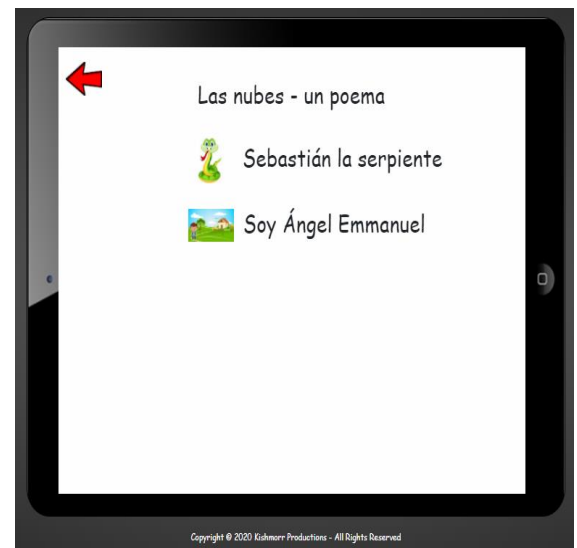 Las nubes - un poema
Sebastián la serpiente
Soy Ángel Emmanuel
Copyright © 2020 Kishmorr Productions - All Rights Reserved